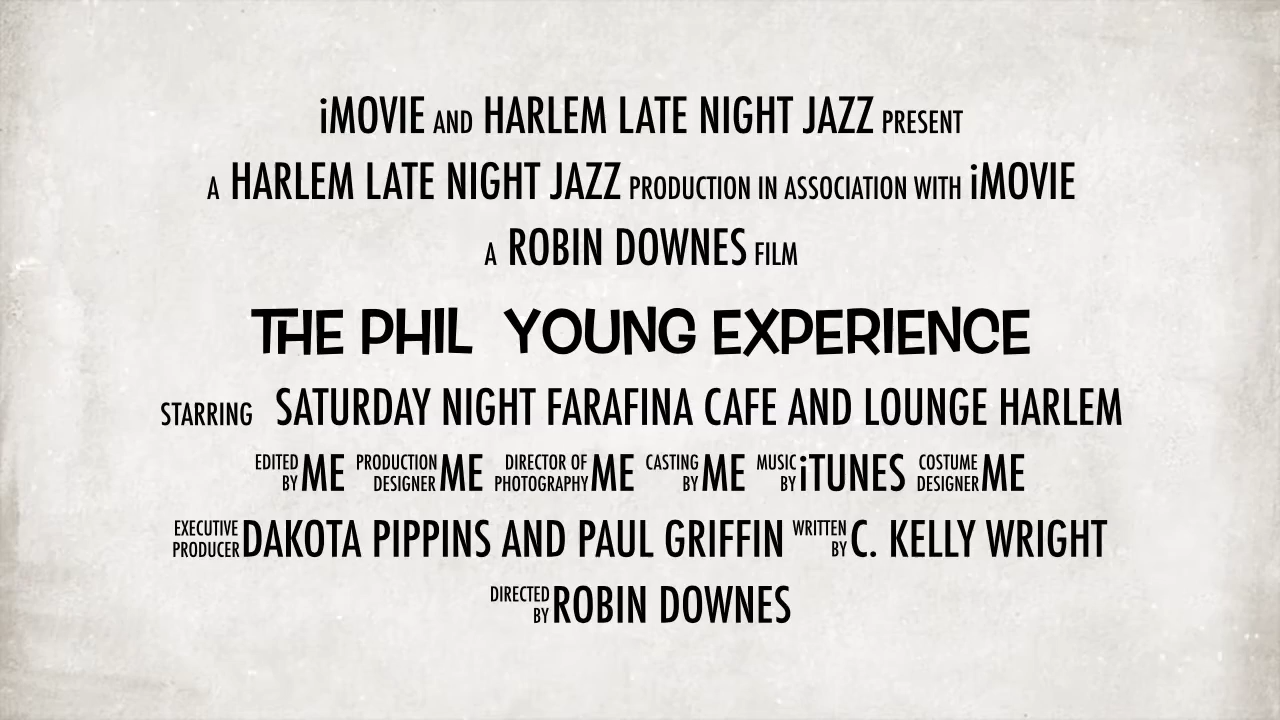 iMOVIE AND HARLEM LATE NIGHT JAZZ PRESENT
A HARLEM LATE NIGHT JAZZ PRODUCTION IN ASSOCIATION WITH iMOVIE
A ROBIN DOWNES FILM
THE PHIL YOUNG EXPERIENCE
STARRING SATURDAY NIGHT FARAFINA CAFE AND LOUNGE HARLEM
EDITED BY ME PRODUCTION DESIGNER ME DIRECTOR OF PHOTOGRAPHY ME CASTING BY ME MUSIC BY iTUNES COSTUME DESIGNER ME
EXECUTIVE PRODUCER DAKOTA PIPPINS AND PAUL GRIFFIN WRITTEN BY C. KELLY WRIGHT
DIRECTED BY ROBIN DOWNES